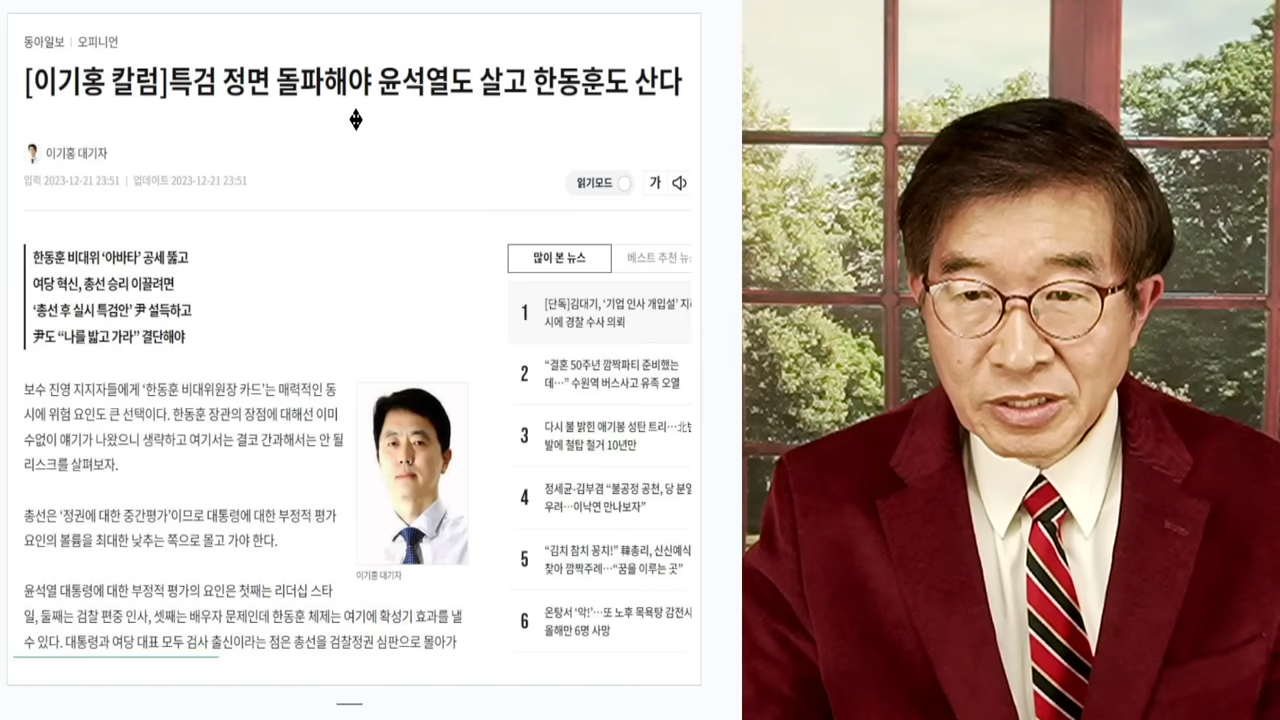 동아일보 | 오피니언
[이기홍 칼럼]특검 정면 돌파해야 윤석열도 살고 한동훈도 산다
이기홍 대기자
입력 2023-12-21 23:51 | 업데이트 2023-12-21 23:51
읽기모드
가
한동훈 비대위 ‘아바타’ 공세 뚫고
여당 혁신, 총선 승리 이끌려면
‘총선 후 실시 특검안’ 尹 설득하고
尹도 “나를 밟고 가라” 결단해야
보수 진영 지지자들에게 ‘한동훈 비대위원장 카드’는 매력적인 동
시에 위험 요인도 큰 선택이다. 한동훈 장관의 장점에 대해선 이미
수없이 얘기가 나왔으니 생략하고 여기서는 결코 간과해서는 안 될
리스크를 살펴보자.
총선은 ‘정권에 대한 중간평가’이므로 대통령에 대한 부정적 평가
요인의 볼륨을 최대한 낮추는 쪽으로 몰고 가야 한다.
이기홍 대기자
윤석열 대통령에 대한 부정적 평가의 요인은 첫째는 리더십 스타
일, 둘째는 검찰 편중 인사, 셋째는 배우자 문제인데 한동훈 체제는 여기에 확성기 효과를 낼
수 있다. 대통령과 여당 대표 모두 검사 출신이라는 점은 총선을 검찰정권 심판으로 몰아가
많이 본 뉴스
베스트 추천
1
[단독]김대기, ‘기업 인사 개입설’
시에 경찰 수사 의뢰
2
“결혼 50주년 깜짝파티 준비했는
데…” 수원역 버스사고 유족 오열
3
다시 불 밝힌 애기봉 성탄 트리…北
발에 철탑 철거 10년만
4
정세균-김부겸 “불공정 공천, 당 분열
우려…이낙연 만나보자”
5
“김치 참치 꽁치!” 韓총리, 신신예식
찾아 깜짝주례…“꿈을 이루는 곳”
6
온탕서 ‘악!’…또 노후 목욕탕 감전사
올해만 6명 사망